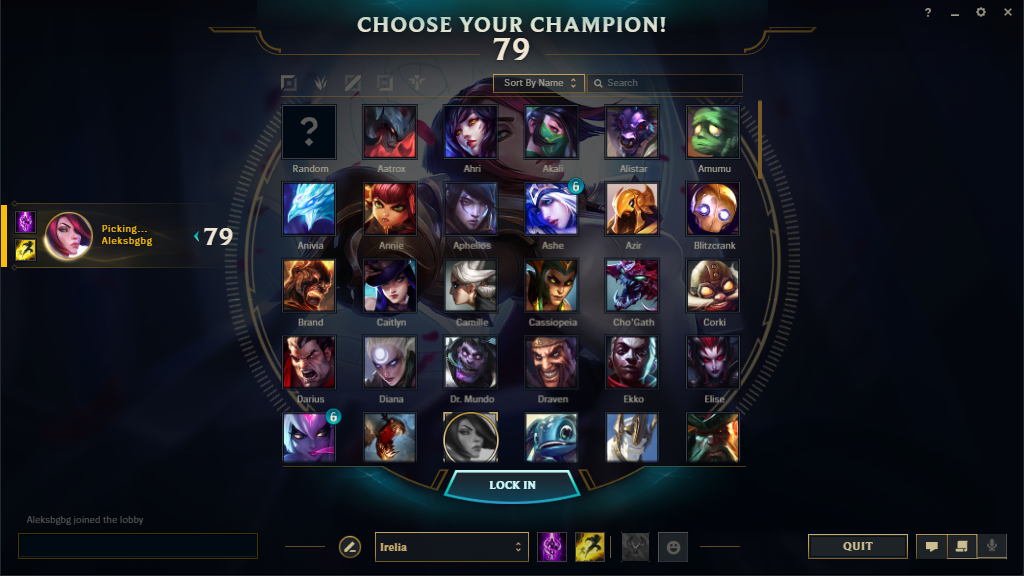 ?
CHOOSE YOUR CHAMPION!
79
Sort By Name
Search
?
Random
Aatrox
Ahri
Akali
Alistar
Amumu
Picking...
Aleksbgbg
79
Anivia
Annie
Aphelios
Ashe
Azir
Blitzcrank
Brand
Caitlyn
Camille
Cassiopeia
Cho'Gath
Corki
Darius
Diana
Dr. Mundo
Draven
Ekko
Elise
LOCK IN
Aleksbgbg joined the lobby
Irelia
QUIT